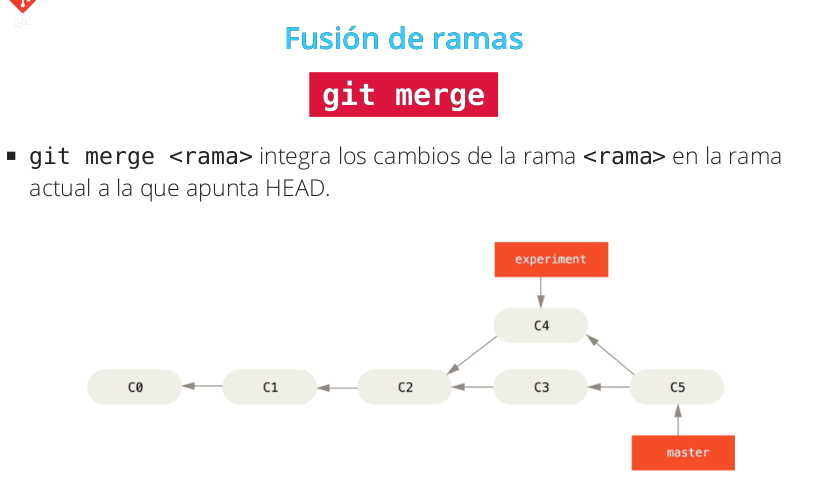 Fusión de ramas
git merge
▪ git merge <rama> integra los cambios de la rama <rama> en la rama
actual a la que apunta HEAD.
experiment
C4
C0
C1
C2
C3
C5
master